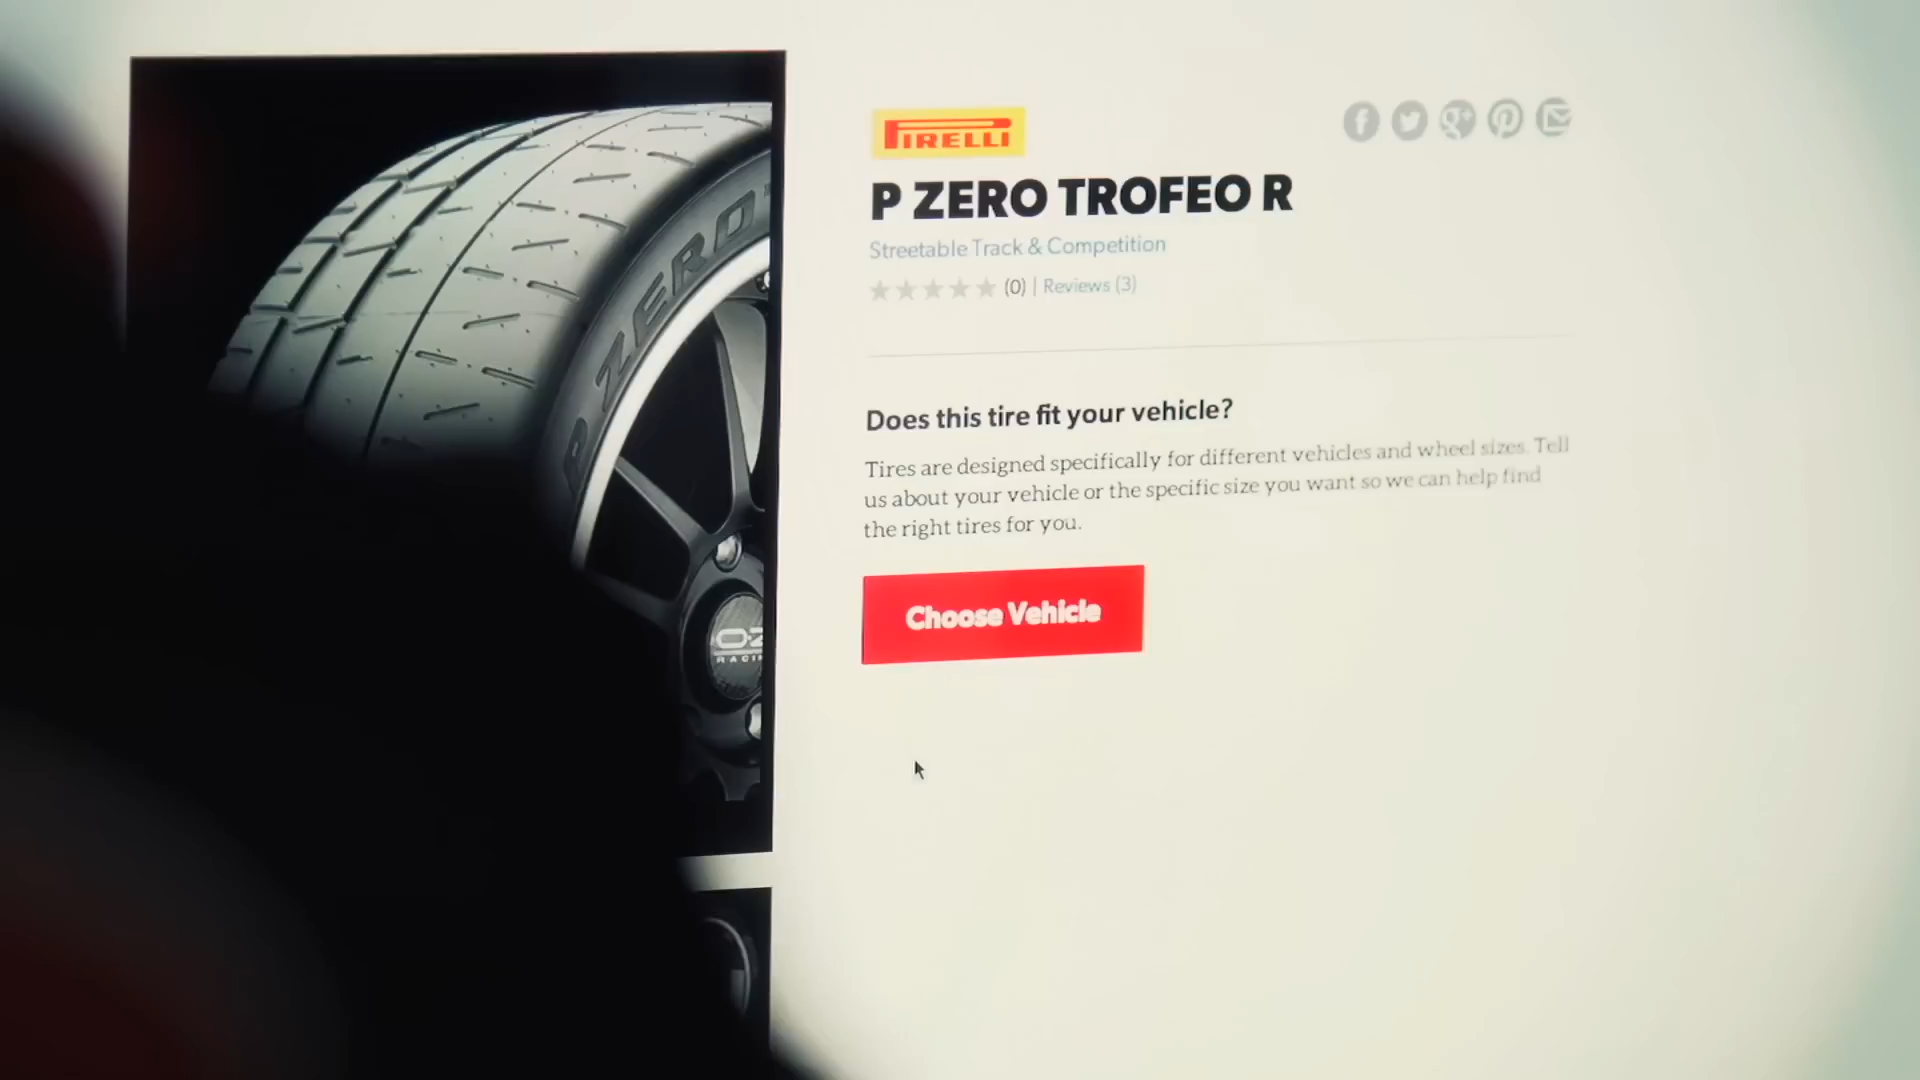 PIRELLI
P ZERO TROFEO R
Streetable Track & Competition
(0) | Reviews (3)
Does this tire fit your vehicle?
Tires are designed specifically for different vehicles and wheel sizes. Tell
us about your vehicle or the specific size you want so we can help find
the right tires for you.
Choose Vehicle
P ZERO
OZ
RACIN